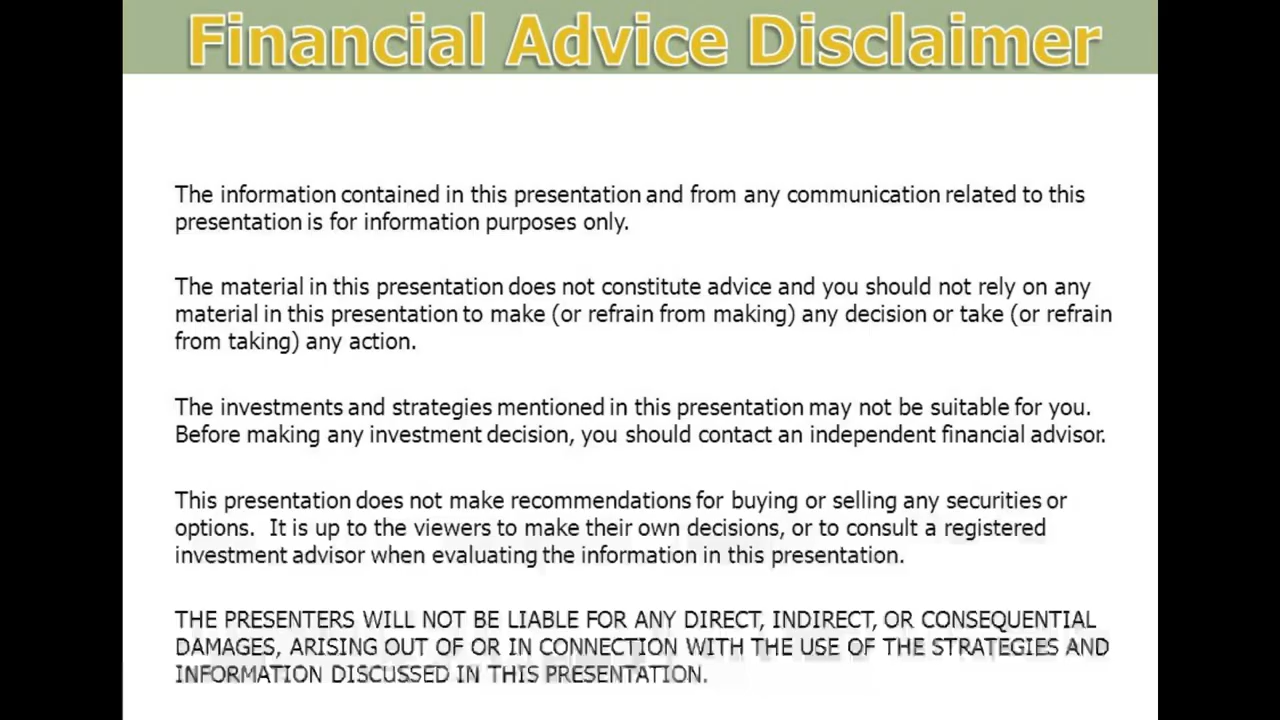 Financial Advice Disclaimer
The information contained in this presentation and from any communication related to this
presentation is for information purposes only.
The material in this presentation does not constitute advice and you should not rely on any
material in this presentation to make (or refrain from making) any decision or take (or refrain
from taking) any action.
The investments and strategies mentioned in this presentation may not be suitable for you.
Before making any investment decision, you should contact an independent financial advisor.
This presentation does not make recommendations for buying or selling any securities or
options.  It is up to the viewers to make their own decisions, or to consult a registered
investment advisor when evaluating the information in this presentation.
THE PRESENTERS WILL NOT BE LIABLE FOR ANY DIRECT, INDIRECT, OR CONSEQUENTIAL
DAMAGES, ARISING OUT OF OR IN CONNECTION WITH THE USE OF THE STRATEGIES AND
INFORMATION DISCUSSED IN THIS PRESENTATION.